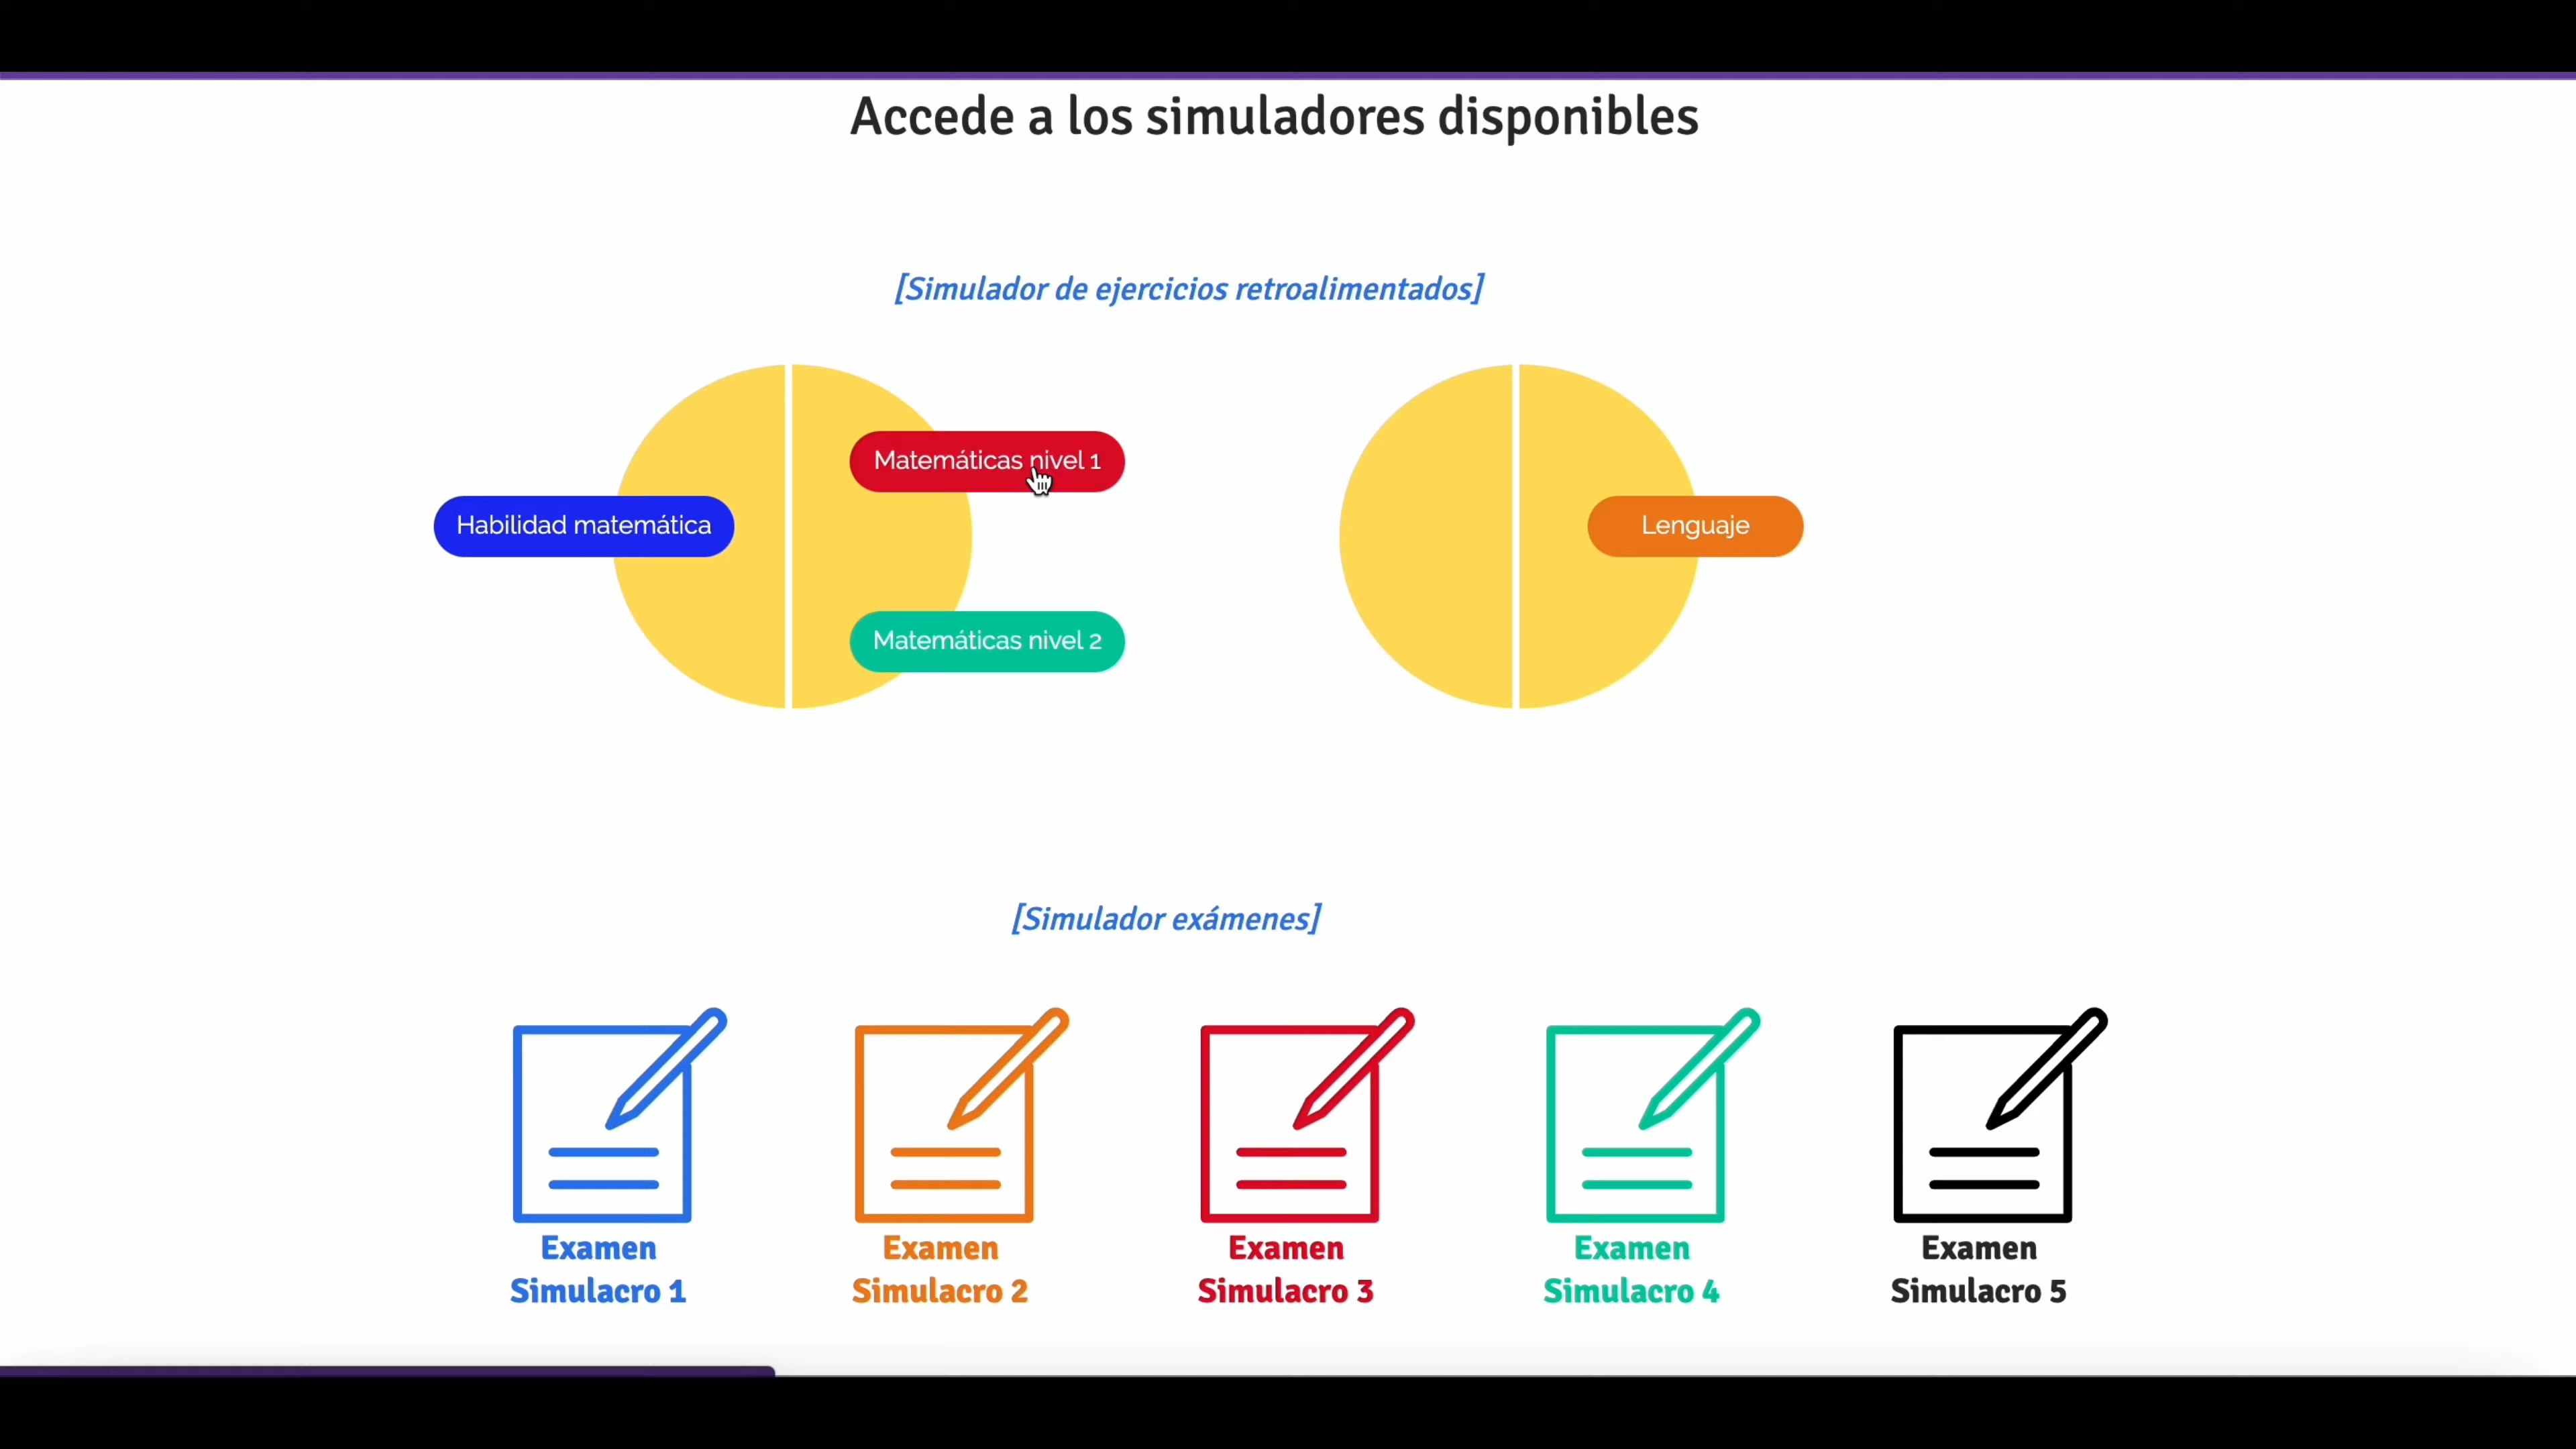 Accede a los simuladores disponibles
[Simulador de ejercicios retroalimentados]
Matemáticas nivel 1
Habilidad matemática
Lenguaje
Matemáticas nivel 2
[Simulador exámenes]
Examen
Simulacro 1
Examen
Simulacro 2
Examen
Simulacro 3
Examen
Simulacro 4
Examen
Simulacro 5